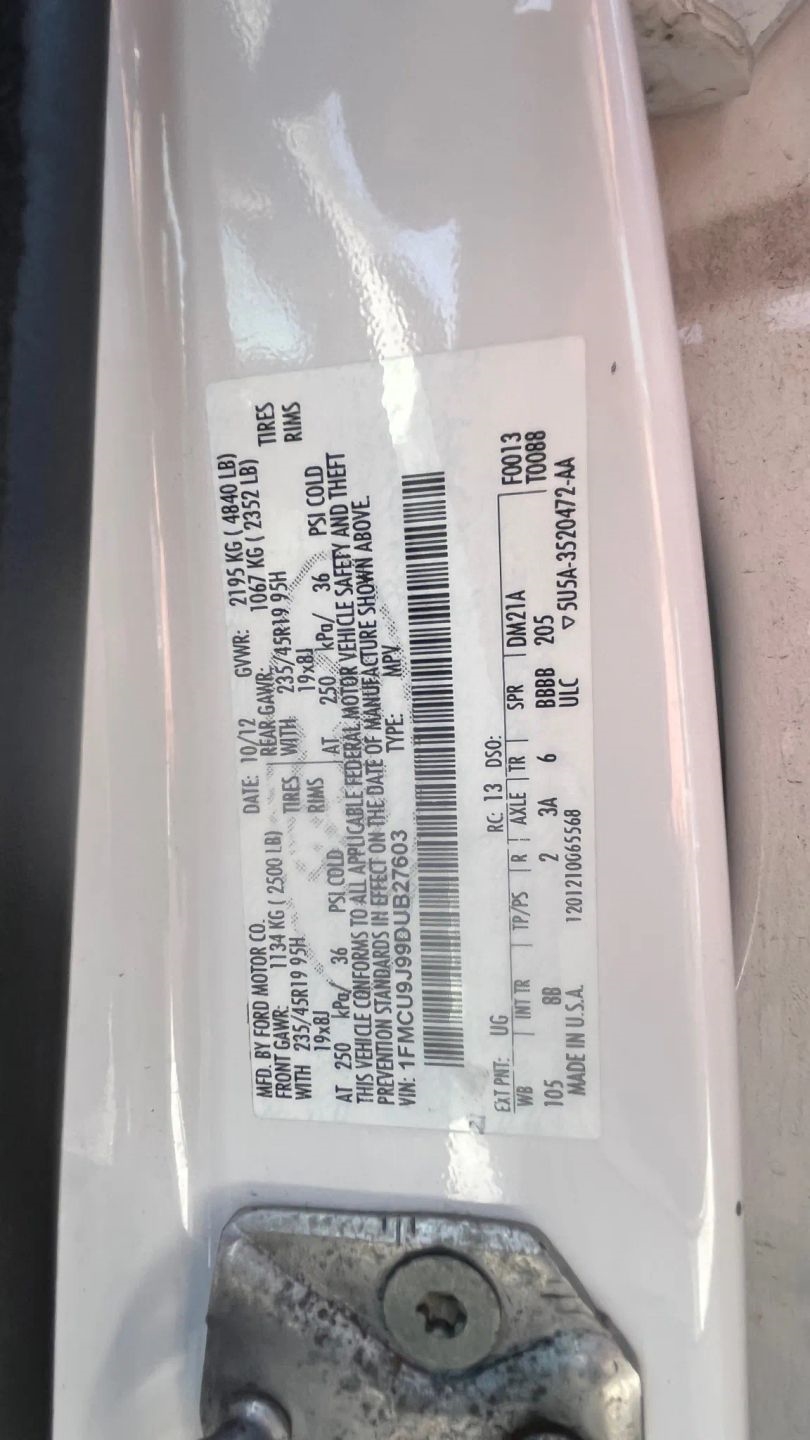 MFD. BY FORD MOTOR CO.
DATE: 10/12 GVWR: 2195 KG ( 4840 LB)
FRONT GAWR: 1134 KG ( 2500 LB) REAR GAWR: 1067 KG ( 2352 LB)
WITH 235/45R19 95H TIRES WITH 235/45R19 95H TIRES
19x8J RIMS 19x8J RIMS
AT 250 kPa/ 36 PSI COLD AT 250 kPa/ 36 PSI COLD
THIS VEHICLE CONFORMS TO ALL APPLICABLE FEDERAL MOTOR VEHICLE SAFETY AND THEFT
PREVENTION STANDARDS IN EFFECT ON THE DATE OF MANUFACTURE SHOWN ABOVE.
VIN: 1FMCU9J99DUB27603 TYPE: MPV
EXT PNT: UG RC: 13 DSO: F0013
WB INT TR TP/PS R AXLE TR SPR DM21A T0088
105 8B 2 3A 6 BBBB 205
MADE IN U.S.A. 1201210065568 ULC ▽5U5A-3520472-AA